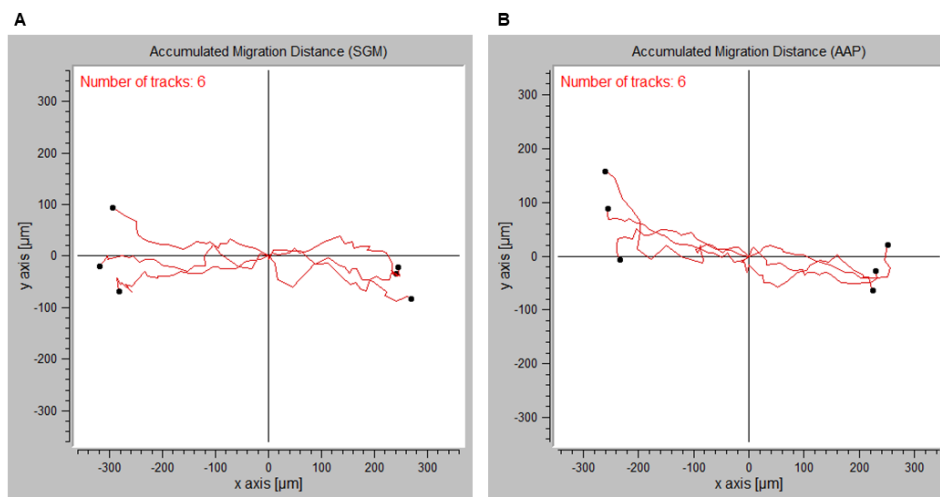 A
B
Accumulated Migration Distance (SGM)
Number of tracks: 6
y axis [µm]
300
200
100
0
-100
-200
-300
-300
-200
-100
0
100
200
300
x axis [µm]
Accumulated Migration Distance (AAP)
Number of tracks: 6
y axis [µm]
300
200
100
0
-100
-200
-300
-300
-200
-100
0
100
200
300
x axis [µm]